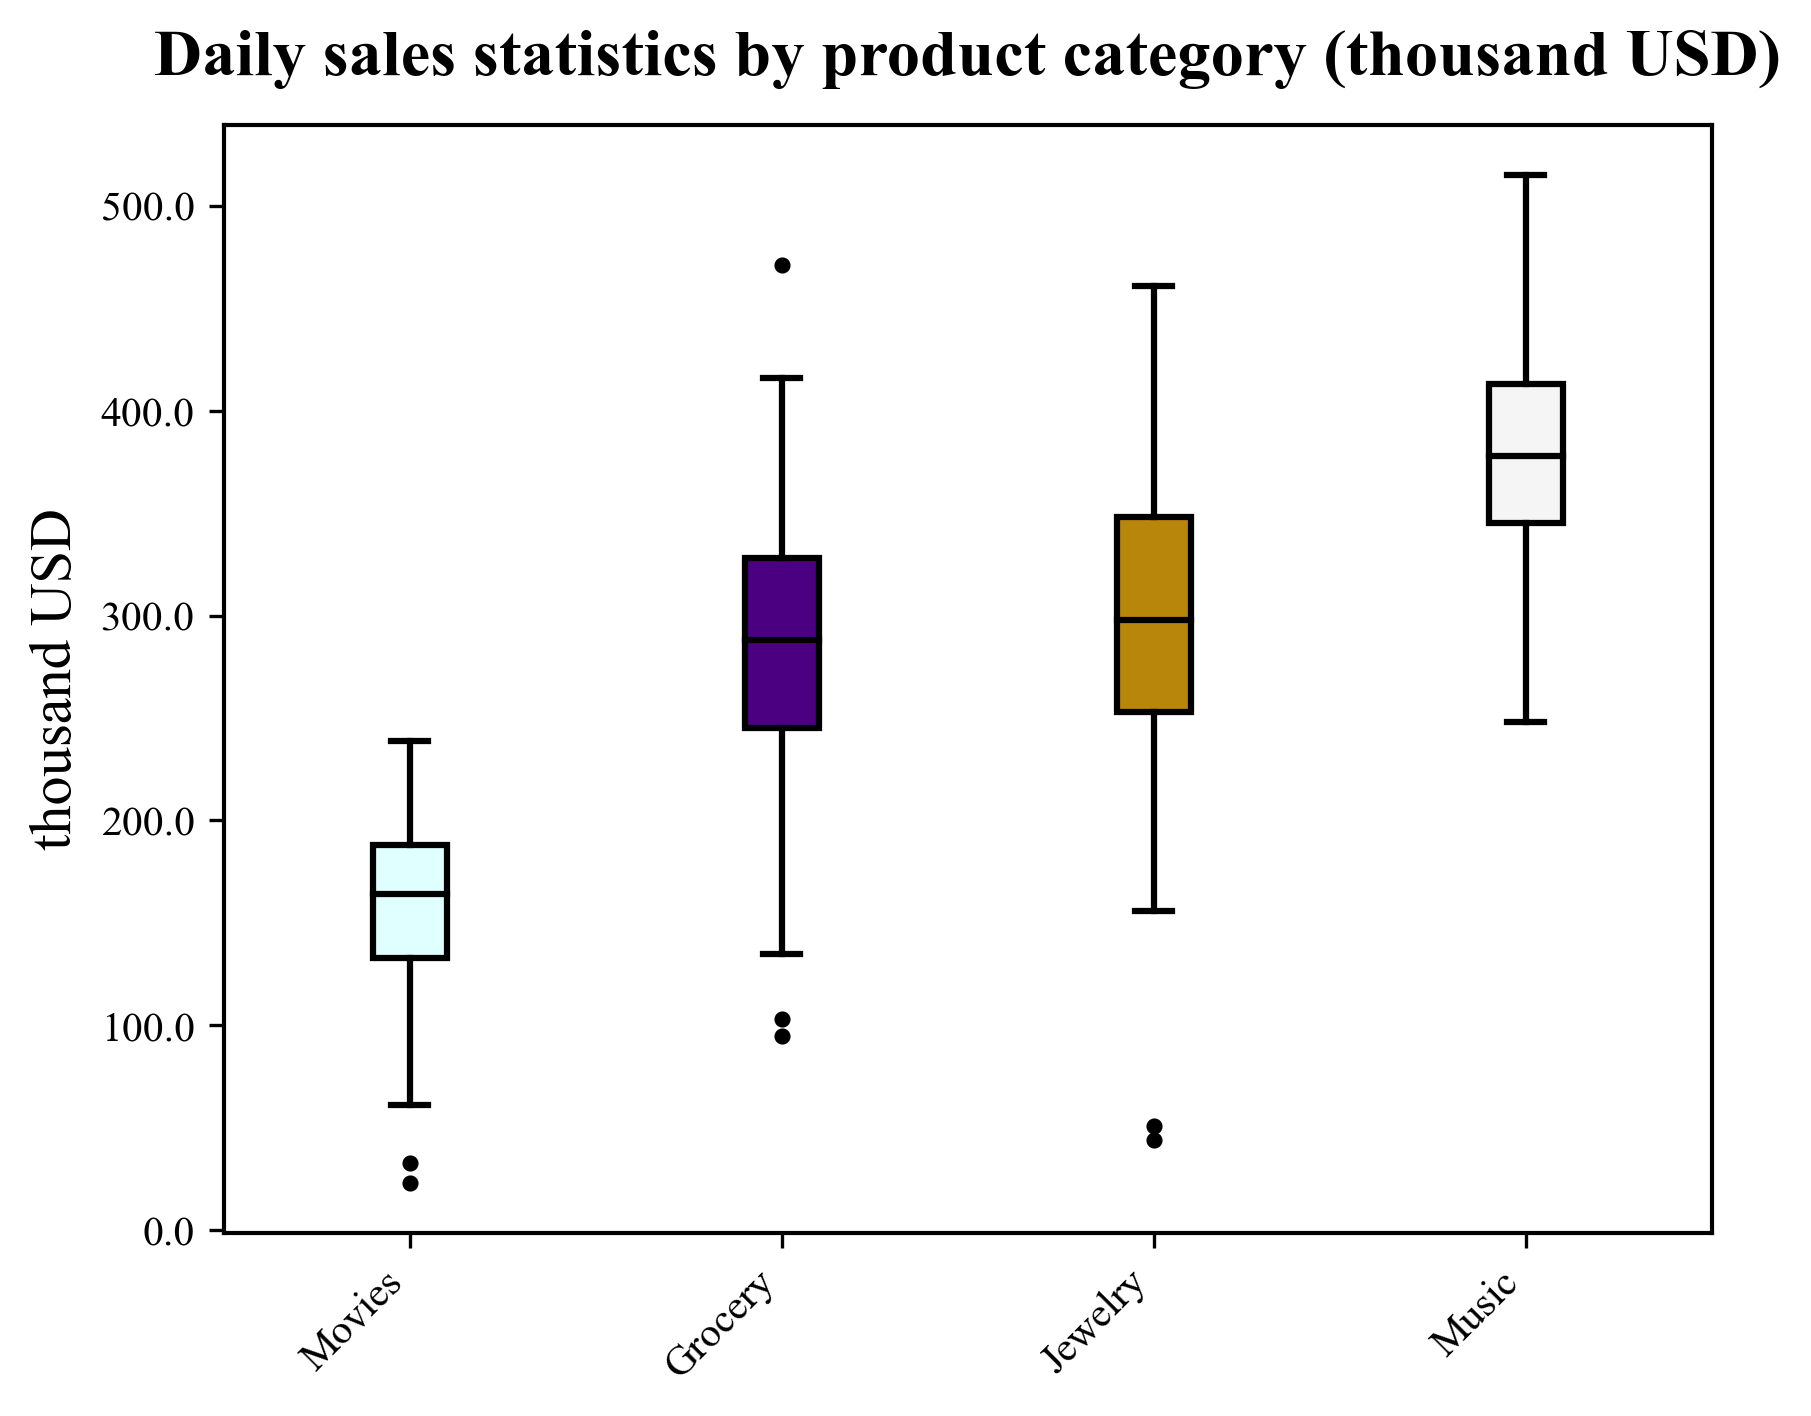 Daily sales statistics by product category (thousand USD)
thousand USD
500.0
400.0
300.0
200.0
100.0
0.0
Movies
Grocery
Jewelry
Music